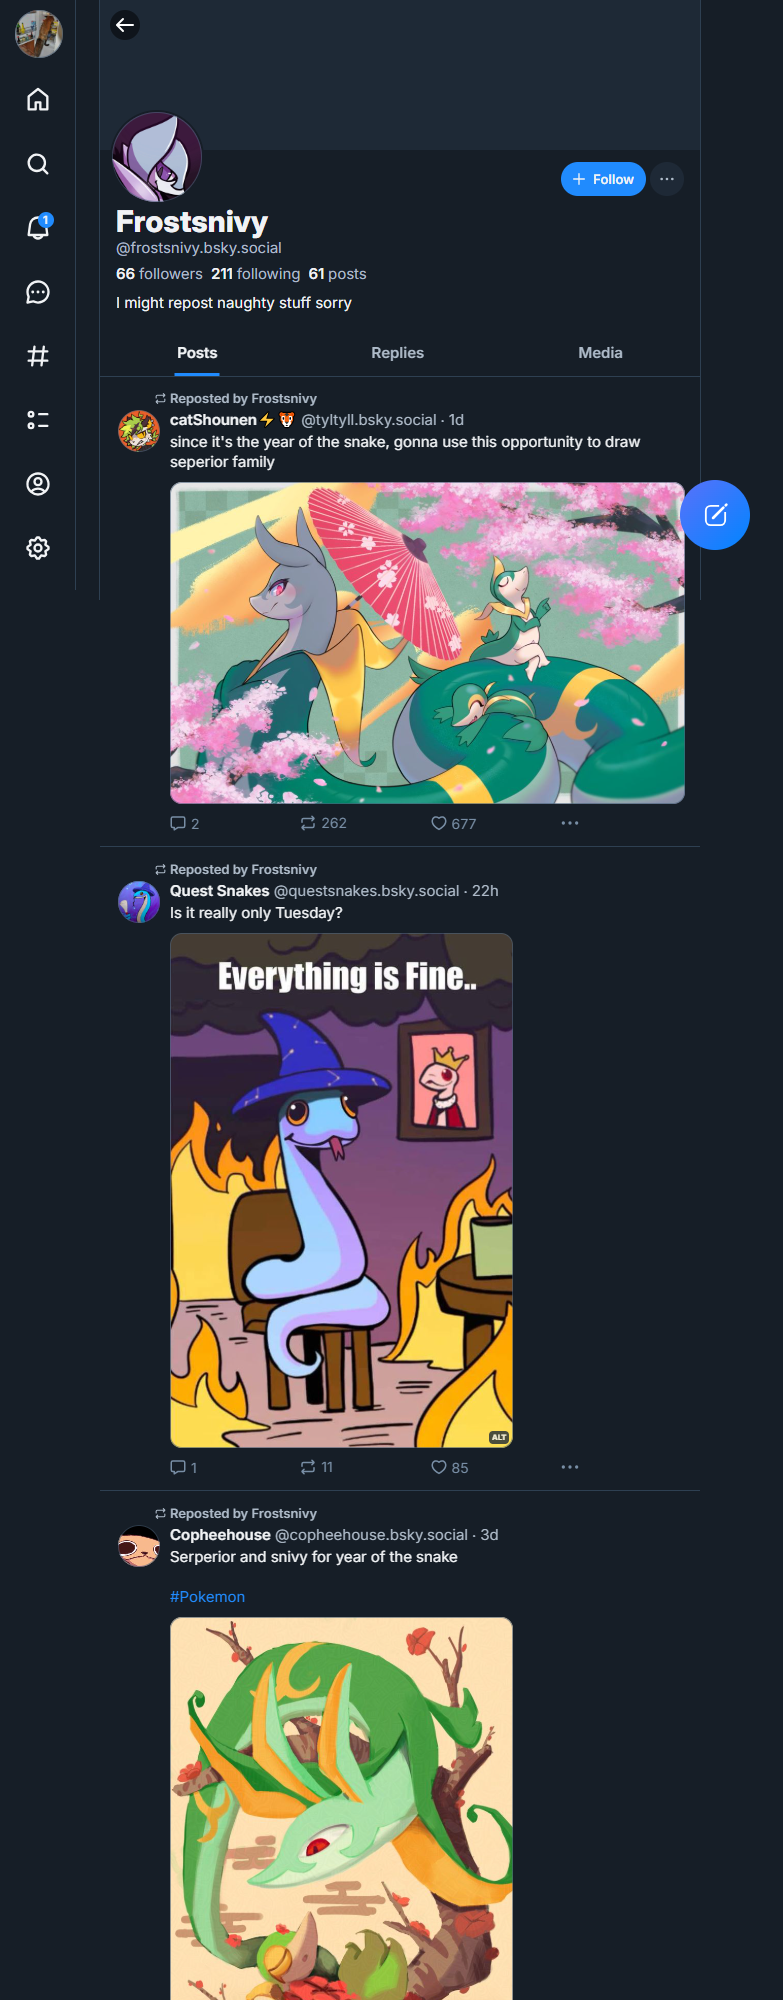 1
Follow
Frostsnivy
@frostsnivy.bsky.social
66 followers 211 following 61 posts
I might repost naughty stuff sorry
Posts Replies Media
Reposted by Frostsnivy
catShounen⚡🐯 @tyltyll.bsky.social · 1d
since it's the year of the snake, gonna use this opportunity to draw
seperior family
2 262 677
Reposted by Frostsnivy
Quest Snakes @questsnakes.bsky.social · 22h
Is it really only Tuesday?
Everything is Fine..
ALT
1 11 85
Reposted by Frostsnivy
Copheehouse @copheehouse.bsky.social · 3d
Serperior and snivy for year of the snake
#Pokemon